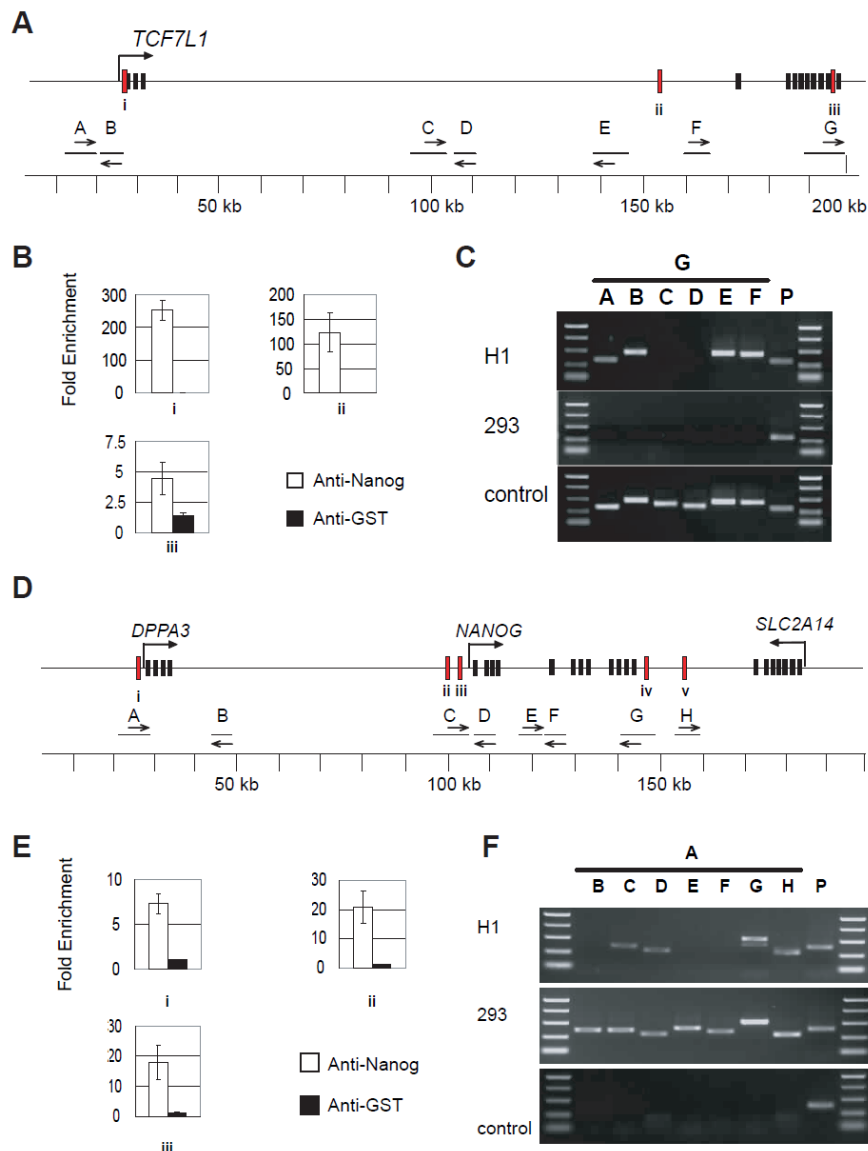 A
TCF7L1
i
ii
iii
A B C D E F G
50 kb 100 kb 150 kb 200 kb
B
Fold Enrichment
300
200
100
0
i
200
150
100
50
0
ii
7.5
5
2.5
0
iii
Anti-Nanog
Anti-GST
C
G
A B C D E F P
H1
293
control
D
DPPA3 NANOG SLC2A14
i ii iii iv v
A B C D E F G H
50 kb 100 kb 150 kb
E
Fold Enrichment
10
5
0
i
30
20
10
0
ii
30
20
10
0
iii
Anti-Nanog
Anti-GST
F
A
B C D E F G H P
H1
293
control